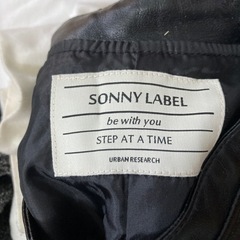 SONNY LABEL
be with you
STEP AT A TIME
URBAN RESEARCH